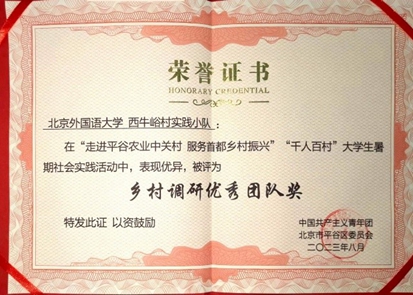 荣誉证书
HONORARY CREDENTIAL
北京外国语大学 西牛峪村实践小队：
在“走进平谷农业中关村 服务首都乡村振兴”“千人百村”大学生暑
期社会实践活动中，表现优异，被评为
乡村调研优秀团队奖
特发此证 以资鼓励
中国共产主义青年团
北京市平谷区委员会
二〇二三年八月